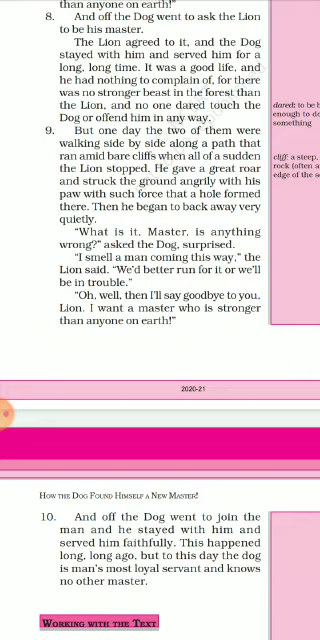 than anyone on earth!"
8. And off the Dog went to ask the Lion
to be his master.
The Lion agreed to it, and the Dog
stayed with him and served him for a
long, long time. It was a good life, and
he had nothing to complain of, for there
was no stronger beast in the forest than
the Lion, and no one dared touch the
Dog or offend him in any way.
dared: to be b
enough to do
something
9. But one day the two of them were
walking side by side along a path that
ran amid bare cliffs when all of a sudden
the Lion stopped. He gave a great roar
and struck the ground angrily with his
paw with such force that a hole formed
there. Then he began to back away very
quietly.
cliff: a steep,
rock (often a
edge of the s
"What is it, Master, is anything
wrong?" asked the Dog, surprised.
"I smell a man coming this way," the
Lion said. "We'd better run for it or we'll
be in trouble."
"Oh, well, then I'll say goodbye to you,
Lion. I want a master who is stronger
than anyone on earth!"
2020-21
HOW THE DOG FOUND HIMSELF A NEW MASTER!
10. And off the Dog went to join the
man and he stayed with him and
served him faithfully. This happened
long, long ago, but to this day the dog
is man's most loyal servant and knows
no other master.
WORKING WITH THE TEXT